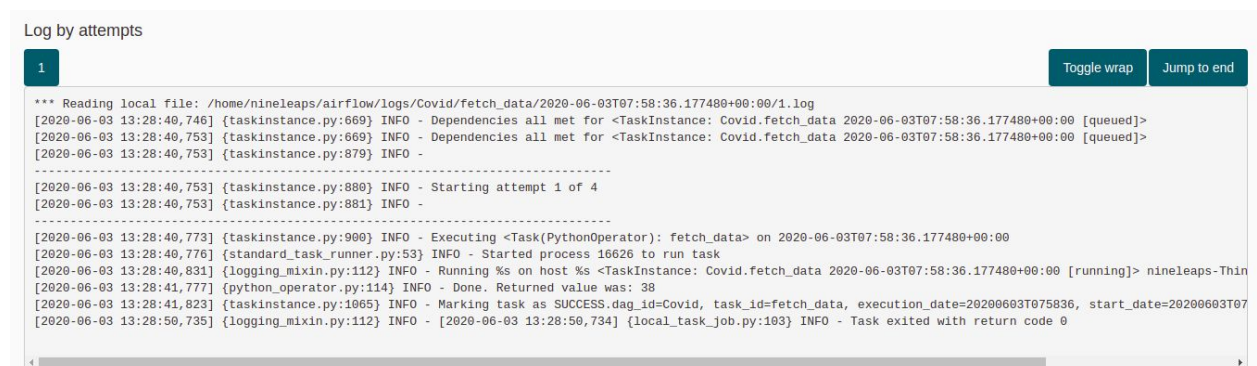 Log by attempts
1
Toggle wrap
Jump to end
*** Reading local file: /home/nineleaps/airflow/logs/Covid/fetch_data/2020-06-03T07:58:36.177480+00:00/1.log
[2020-06-03 13:28:40,746] {taskinstance.py:669} INFO - Dependencies all met for <TaskInstance: Covid.fetch_data 2020-06-03T07:58:36.177480+00:00 [queued]>
[2020-06-03 13:28:40,753] {taskinstance.py:669} INFO - Dependencies all met for <TaskInstance: Covid.fetch_data 2020-06-03T07:58:36.177480+00:00 [queued]>
[2020-06-03 13:28:40,753] {taskinstance.py:879} INFO -
--------------------------------------------------------------------------------
[2020-06-03 13:28:40,753] {taskinstance.py:880} INFO - Starting attempt 1 of 4
[2020-06-03 13:28:40,753] {taskinstance.py:881} INFO -
--------------------------------------------------------------------------------
[2020-06-03 13:28:40,773] {taskinstance.py:900} INFO - Executing <Task(PythonOperator): fetch_data> on 2020-06-03T07:58:36.177480+00:00
[2020-06-03 13:28:40,776] {standard_task_runner.py:53} INFO - Started process 16626 to run task
[2020-06-03 13:28:40,831] {logging_mixin.py:112} INFO - Running %s on host %s <TaskInstance: Covid.fetch_data 2020-06-03T07:58:36.177480+00:00 [running]> nineleaps-Thin
[2020-06-03 13:28:41,777] {python_operator.py:114} INFO - Done. Returned value was: 38
[2020-06-03 13:28:41,823] {taskinstance.py:1065} INFO - Marking task as SUCCESS.dag_id=Covid, task_id=fetch_data, execution_date=20200603T075836, start_date=20200603T07
[2020-06-03 13:28:50,735] {logging_mixin.py:112} INFO - [2020-06-03 13:28:50,734] {local_task_job.py:103} INFO - Task exited with return code 0